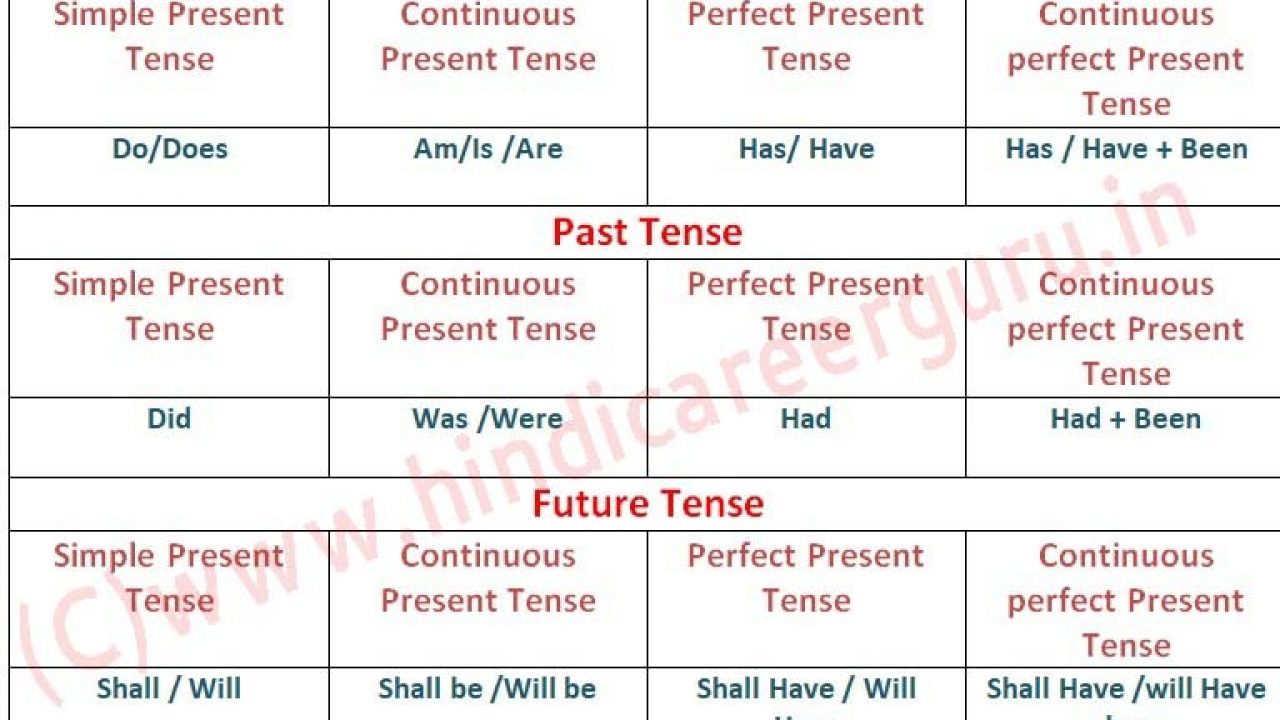 Simple Present
Tense
Continuous
Present Tense
Perfect Present
Tense
Continuous
perfect Present
Tense
Do/Does
Am/Is /Are
Has/ Have
Has / Have + Been
Past Tense
Simple Present
Tense
Continuous
Present Tense
Perfect Present
Tense
Continuous
perfect Present
Tense
Did
Was /Were
Had
Had + Been
Future Tense
Simple Present
Tense
Continuous
Present Tense
Perfect Present
Tense
Continuous
perfect Present
Tense
Shall / Will
Shall be /Will be
Shall Have / Will
Shall Have /will Have
(C)www.hindicareerguru.in